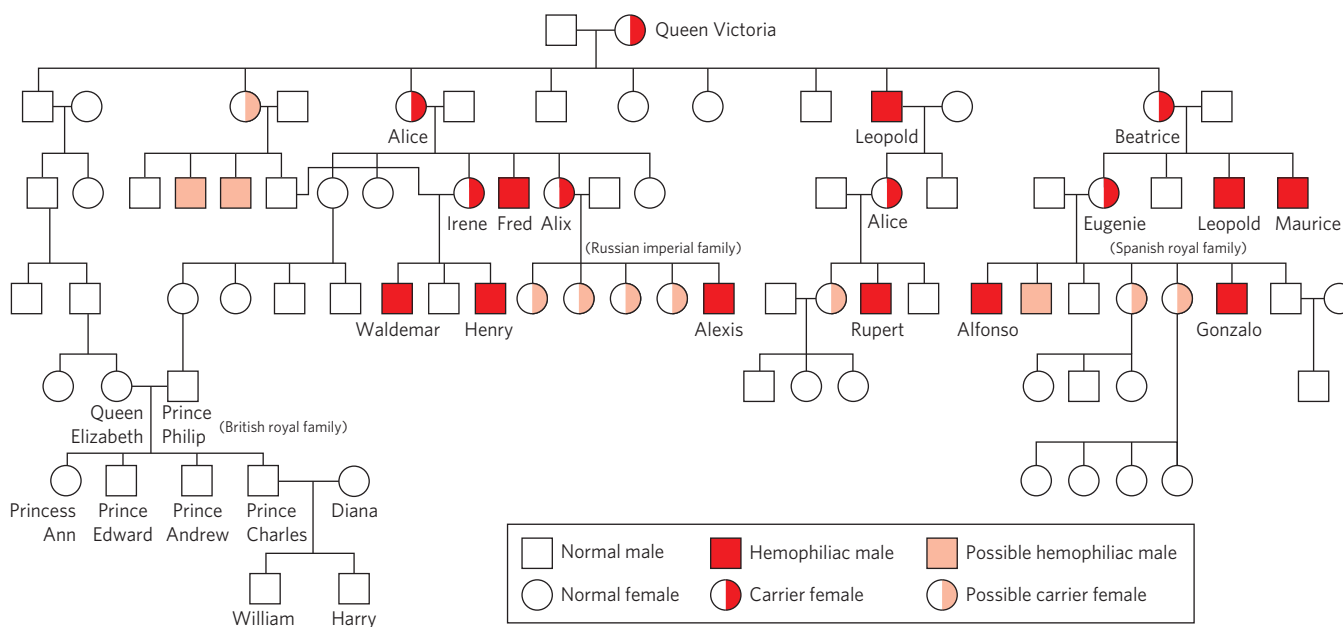 Queen Victoria
Alice
Leopold
Beatrice
Irene
Fred
Alix
Alice
Eugenie
Leopold
Maurice
(Russian imperial family)
(Spanish royal family)
Waldemar
Henry
Alexis
Rupert
Alfonso
Gonzalo
Queen
Elizabeth
Prince
Philip
(British royal family)
Princess
Ann
Prince
Edward
Prince
Andrew
Prince
Charles
Diana
William
Harry
Normal male
Hemophiliac male
Possible hemophiliac male
Normal female
Carrier female
Possible carrier female